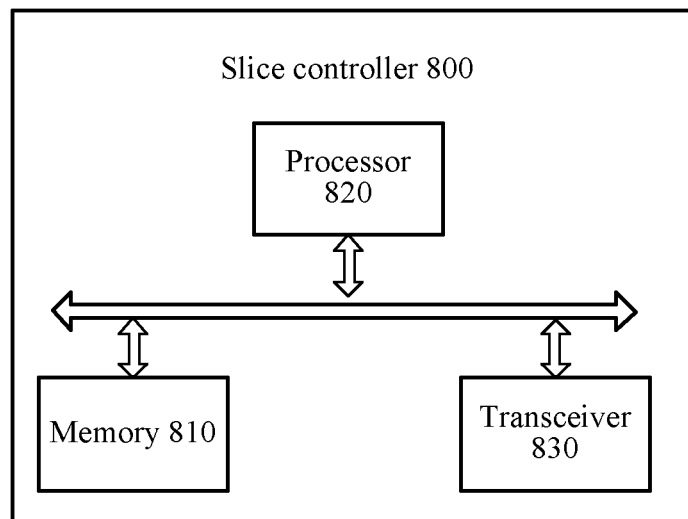 Slice controller 800
Processor
820
Memory 810
Transceiver
830